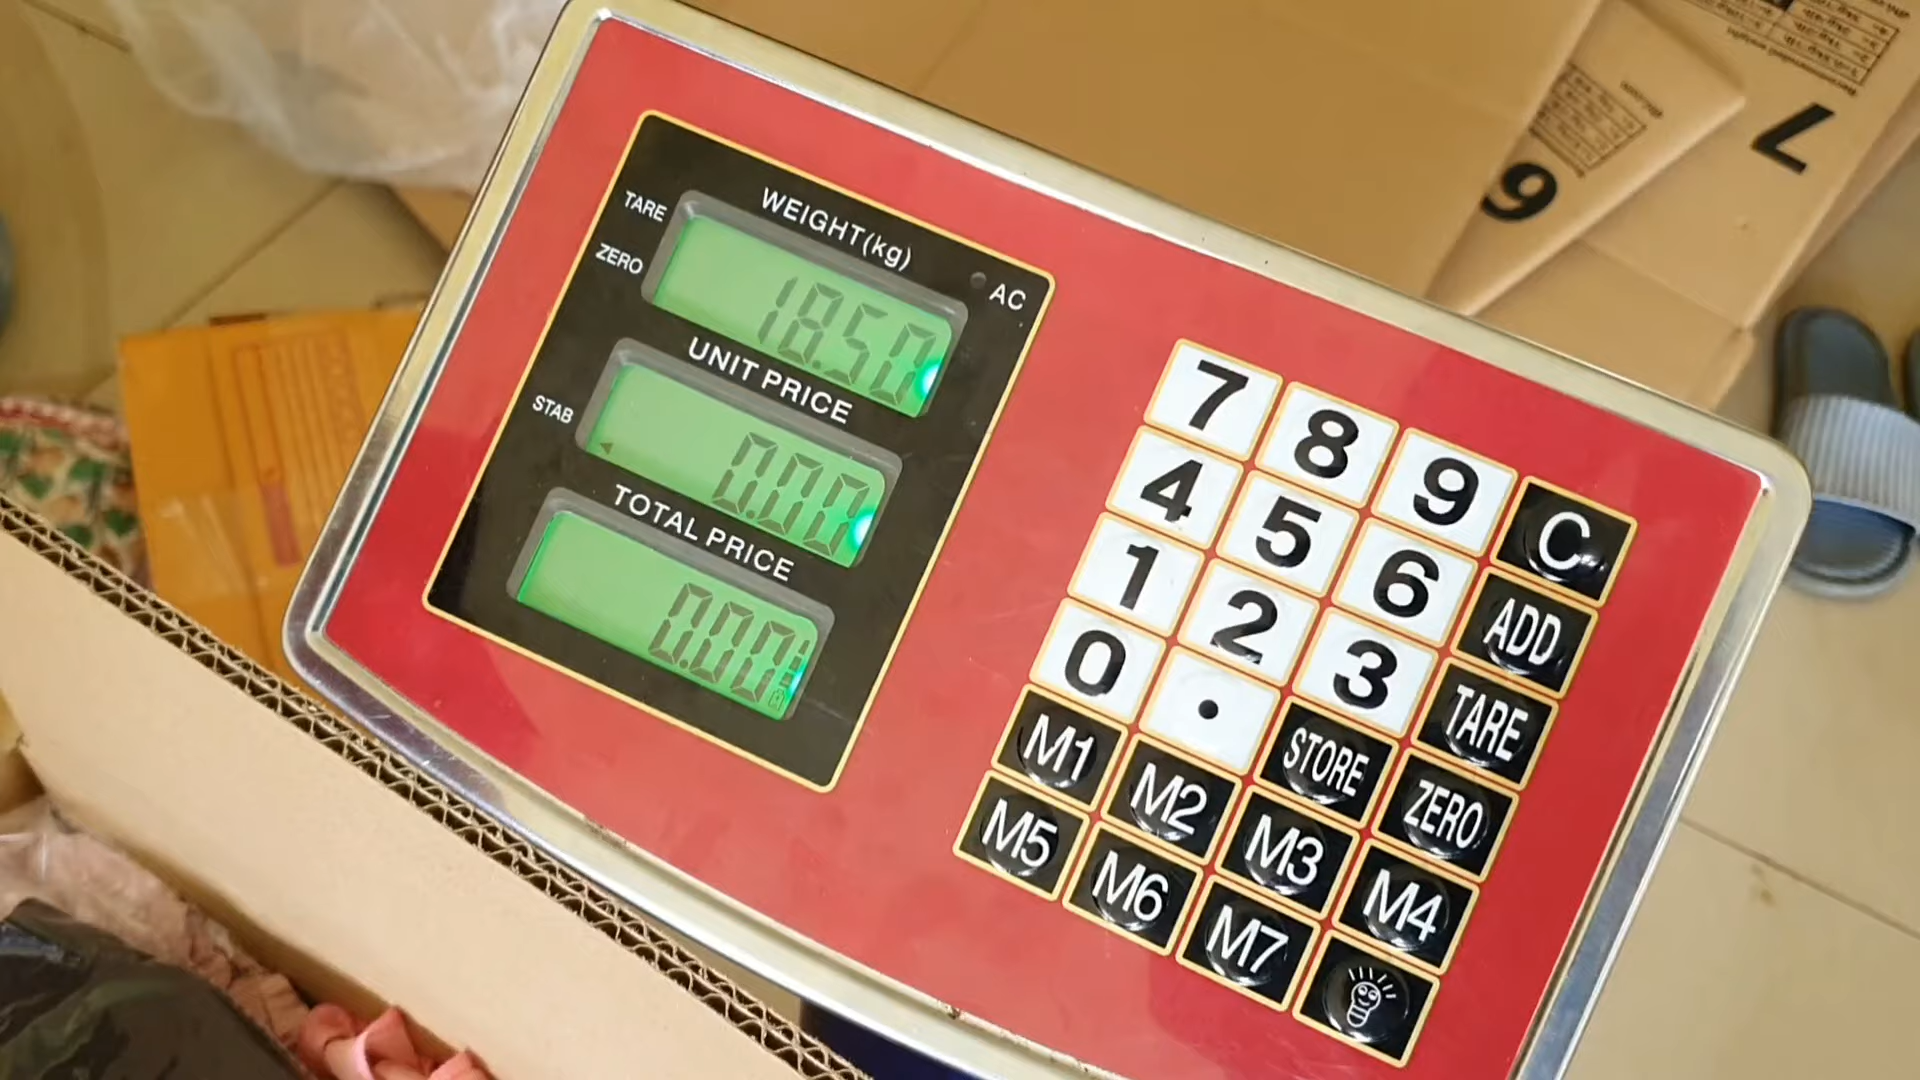 WEIGHT(kg)
TARE
ZERO
AC
18.50
UNIT PRICE
STAB
0.00
TOTAL PRICE
0.00
7 8 9 C
4 5 6 ADD
1 2 3 TARE
0 . STORE ZERO
M1 M2 M3 M4
M5 M6 M7
6
7